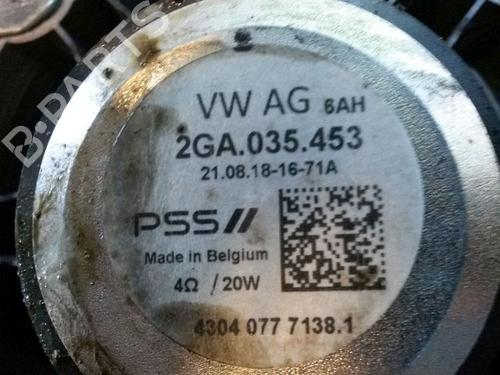 B-PARTS
VW AG 6AH
2GA.035.453
21.08.18-16-71A
PSS//
Made in Belgium
4Ω / 20W
4304 077 7138.1